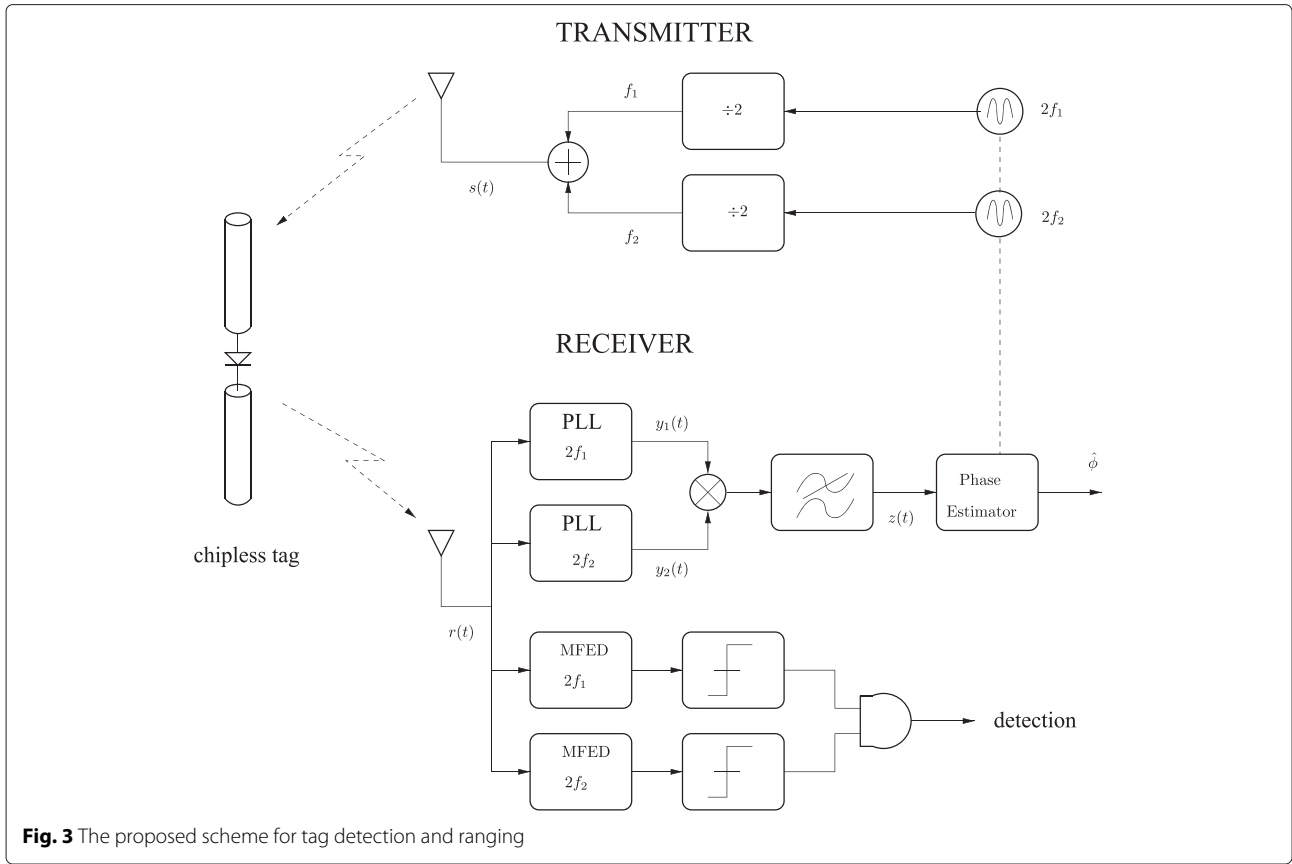 TRANSMITTER
f₁
÷2
2f₁
s(t)
f₂
÷2
2f₂
RECEIVER
chipless tag
PLL
2f₁
y₁(t)
PLL
2f₂
y₂(t)
z(t)
Phase
Estimator
ϕ̂
r(t)
MFED
2f₁
MFED
2f₂
detection
Fig. 3 The proposed scheme for tag detection and ranging